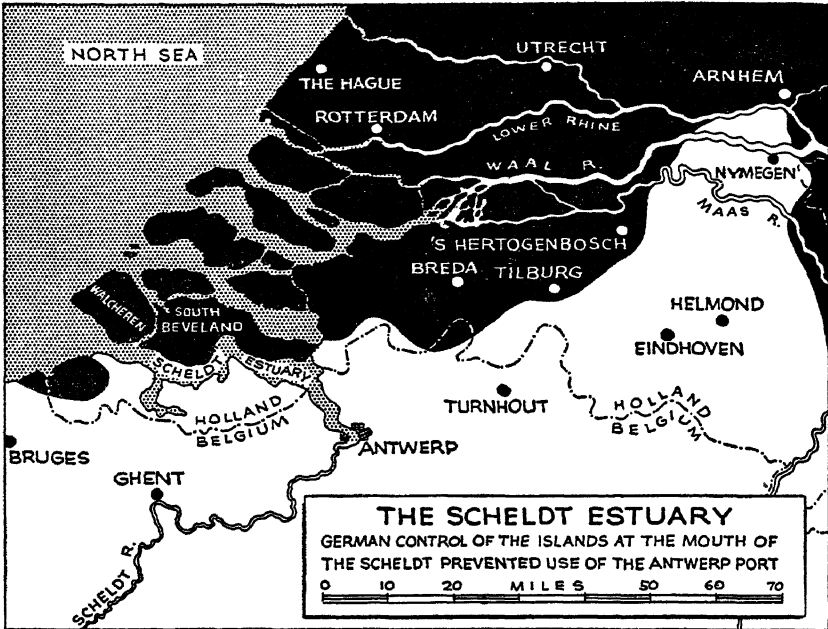 NORTH SEA
UTRECHT
THE HAGUE
ARNHEM
ROTTERDAM
LOWER RHINE
WAAL R.
NYMEGEN
MAAS R.
'S HERTOGENBOSCH
BREDA
TILBURG
WALCHEREN
SOUTH
BEVELAND
HELMOND
EINDHOVEN
SCHELDT ESTUARY
HOLLAND
BELGIUM
TURNHOUT
HOLLAND
BELGIUM
BRUGES
ANTWERP
GHENT
SCHELDT R.
THE SCHELDT ESTUARY
GERMAN CONTROL OF THE ISLANDS AT THE MOUTH OF
THE SCHELDT PREVENTED USE OF THE ANTWERP PORT
0 10 20 MILES 50 60 70